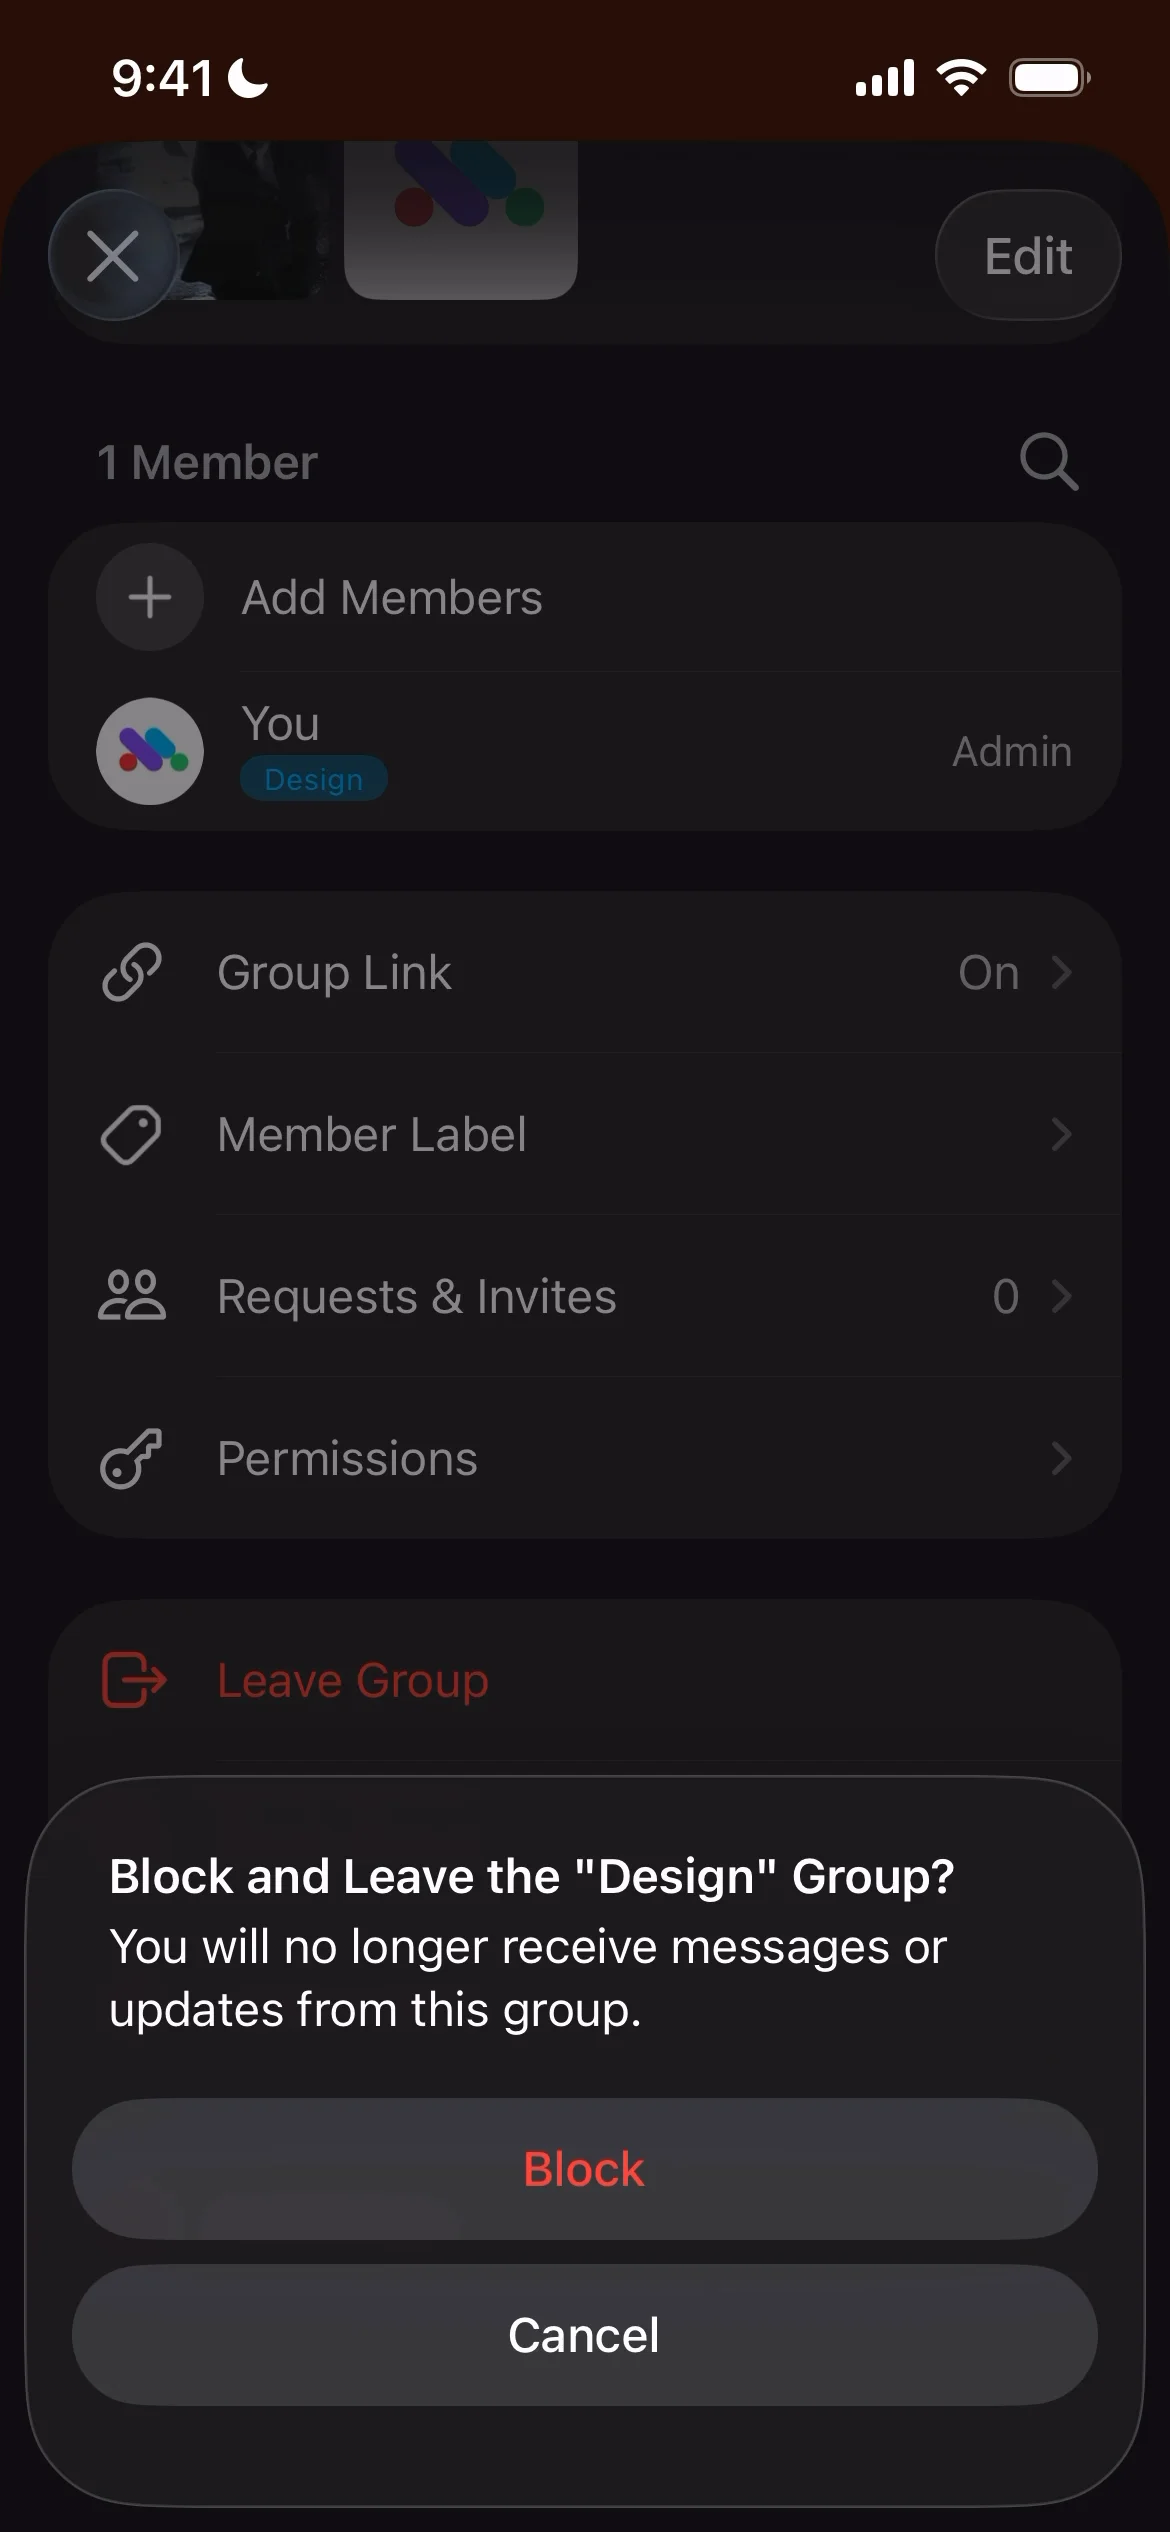 9:41
Edit
1 Member
Add Members
You
Design
Admin
Group Link
On
Member Label
Requests & Invites
0
Permissions
Leave Group
Block and Leave the "Design" Group?
You will no longer receive messages or
updates from this group.
Block
Cancel